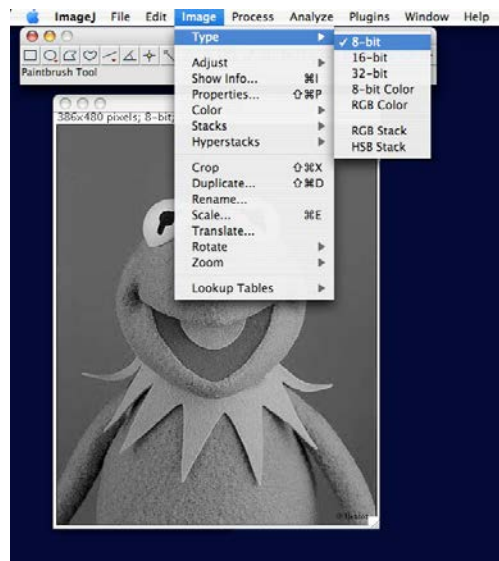 ImageJ File Edit Image Process Analyze Plugins Window Help
Paintbrush Tool
386x480 pixels; 8-bit;
Type
Adjust
Show Info... ⌘I
Properties... ⇧⌘P
Color
Stacks
Hyperstacks
Crop ⇧⌘X
Duplicate... ⇧⌘D
Rename...
Scale... ⌘E
Translate...
Rotate
Zoom
Lookup Tables
✓ 8-bit
16-bit
32-bit
8-bit Color
RGB Color
RGB Stack
HSB Stack